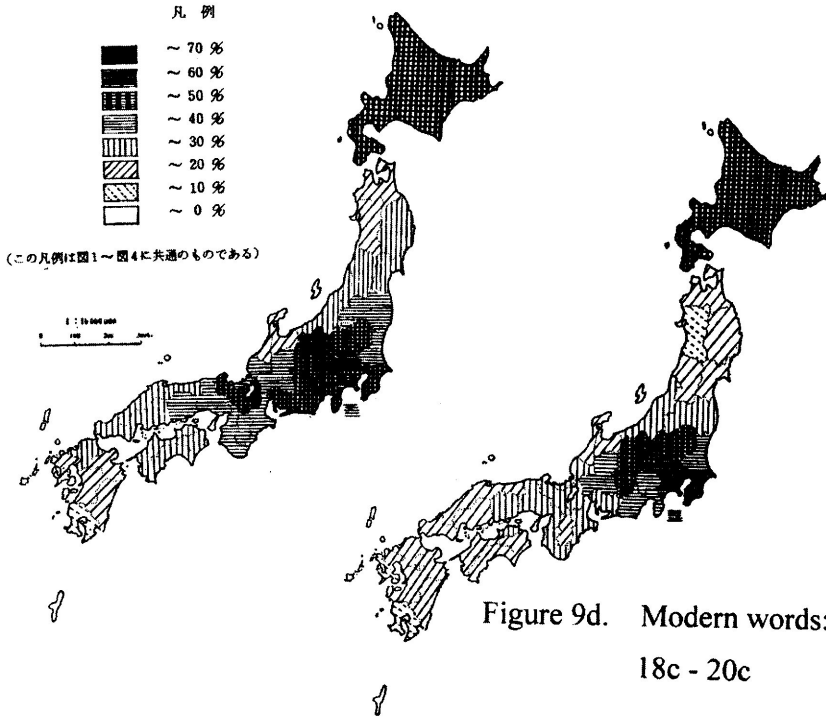 凡 例
～ 70 %
～ 60 %
～ 50 %
～ 40 %
～ 30 %
～ 20 %
～ 10 %
～ 0 %
(この凡例は図1～図4に共通のものである)
0
Figure 9d. Modern words:
18c - 20c